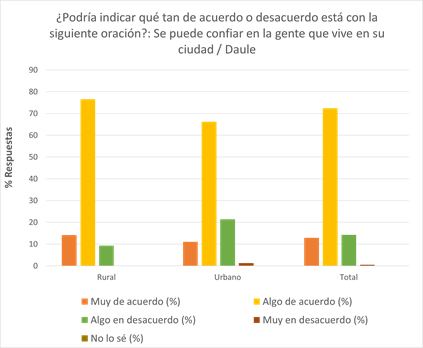 ¿Podría indicar qué tan de acuerdo o desacuerdo está con la
siguiente oración?: Se puede confiar en la gente que vive en su
ciudad / Daule
90
80
70
60
50
40
30
20
10
0
% Respuestas
Rural Urbano Total
Muy de acuerdo (%) Algo de acuerdo (%)
Algo en desacuerdo (%) Muy en desacuerdo (%)
No lo sé (%)